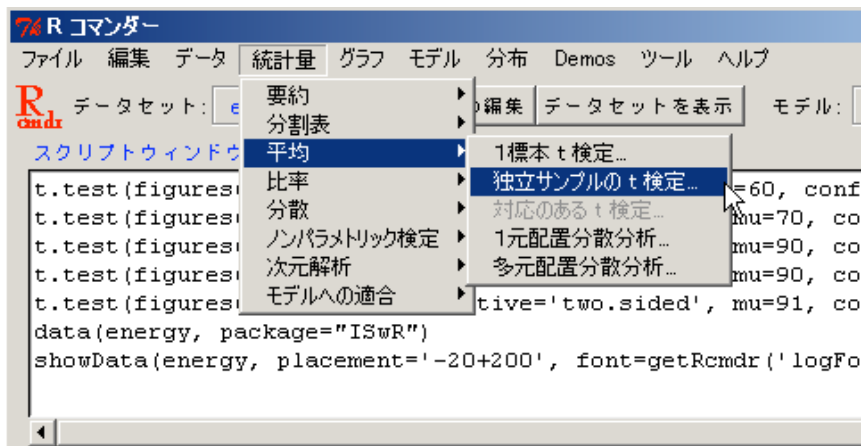 R コマンダー
ファイル 編集 データ 統計量 グラフ モデル 分布 Demos ツール ヘルプ
R cmdr データセット: e の編集 データセットを表示 モデル:
スクリプトウィンドウ
要約
分割表
平均
比率
分散
ノンパラメトリック検定
次元解析
モデルへの適合
1標本 t 検定...
独立サンプルの t 検定...
対応のある t 検定...
1元配置分散分析...
多元配置分散分析...
t.test(figures =60, conf
t.test(figures mu=70, co
t.test(figures mu=90, co
t.test(figures mu=90, co
t.test(figures tive='two.sided', mu=91, co
data(energy, package="ISwR")
showData(energy, placement='-20+200', font=getRcmdr('logFo